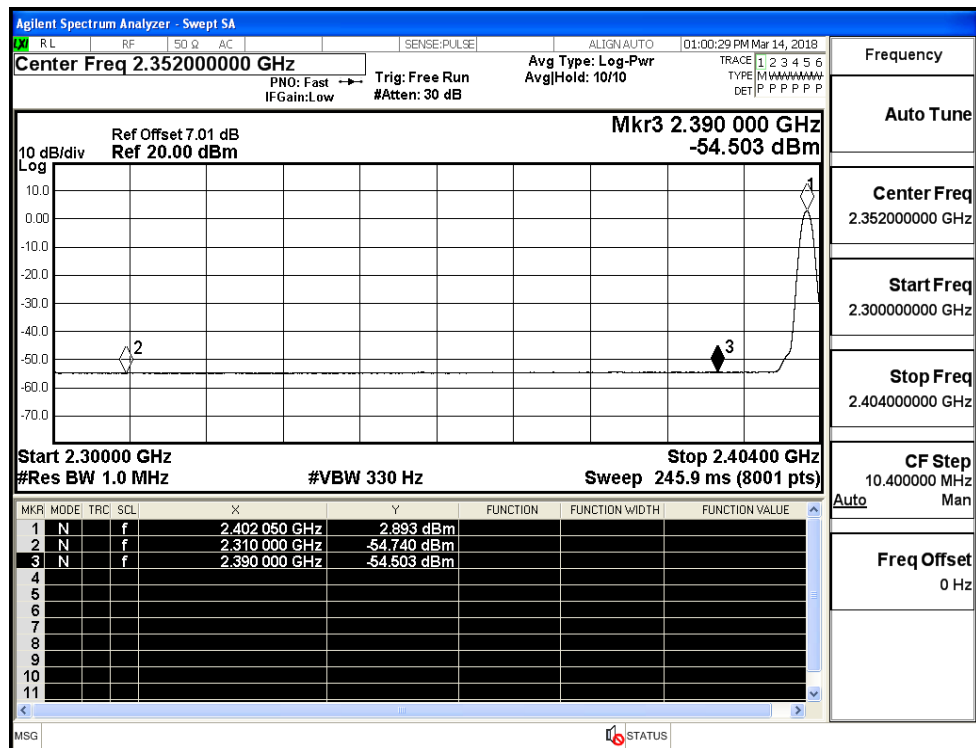 Agilent Spectrum Analyzer - Swept SA
LXI RL RF 50 Ω AC SENSE:PULSE ALIGN AUTO 01:00:29 PM Mar 14, 2018
Center Freq 2.352000000 GHz
PNO: Fast
IFGain:Low
Trig: Free Run
#Atten: 30 dB
Avg Type: Log-Pwr
Avg|Hold: 10/10
TRACE 1 2 3 4 5 6
TYPE M WWWWW
DET P P P P P P
Ref Offset 7.01 dB
Ref 20.00 dBm
10 dB/div
Log
Mkr3 2.390 000 GHz
-54.503 dBm
10.0
0.00
-10.0
-20.0
-30.0
-40.0
-50.0
-60.0
-70.0
1
2
3
Start 2.30000 GHz Stop 2.40400 GHz
#Res BW 1.0 MHz #VBW 330 Hz Sweep 245.9 ms (8001 pts)
MKR MODE TRC SCL X Y FUNCTION FUNCTION WIDTH FUNCTION VALUE
1 N f 2.402 050 GHz 2.893 dBm
2 N f 2.310 000 GHz -54.740 dBm
3 N f 2.390 000 GHz -54.503 dBm
4
5
6
7
8
9
10
11
MSG STATUS
Frequency
Auto Tune
Center Freq
2.352000000 GHz
Start Freq
2.300000000 GHz
Stop Freq
2.404000000 GHz
CF Step
10.400000 MHz
Auto Man
Freq Offset
0 Hz